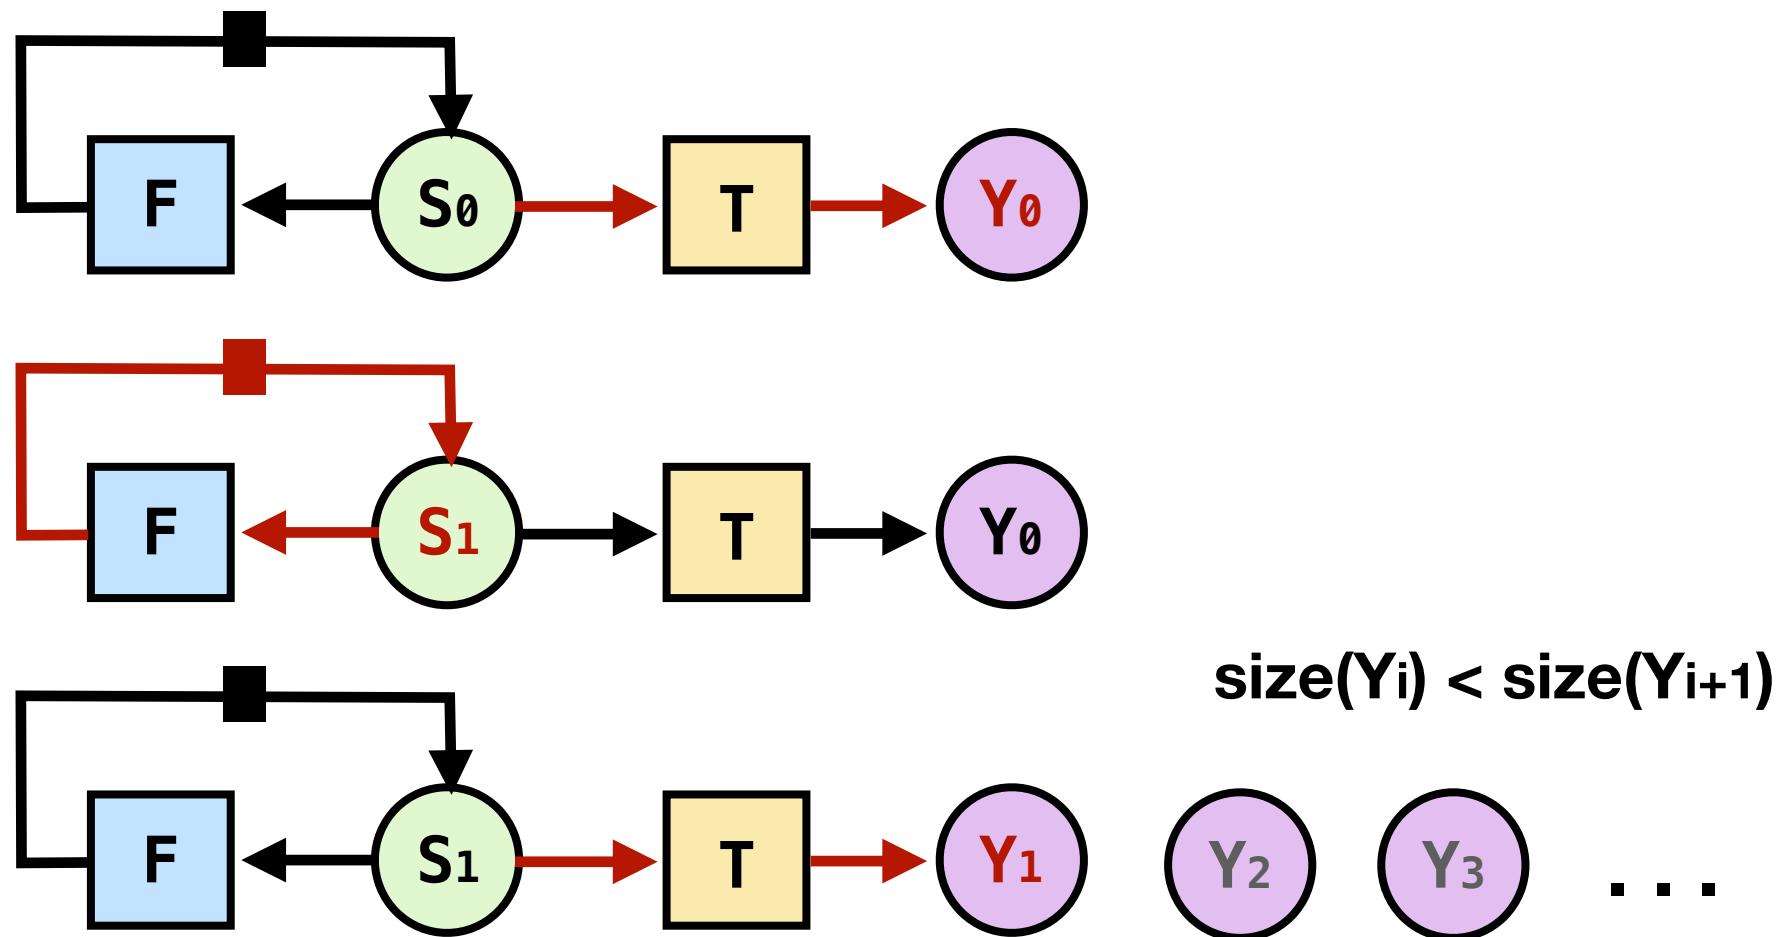 F S0 T Y0
F S1 T Y0
size(Yi) < size(Yi+1)
F S1 T Y1 Y2 Y3 ...